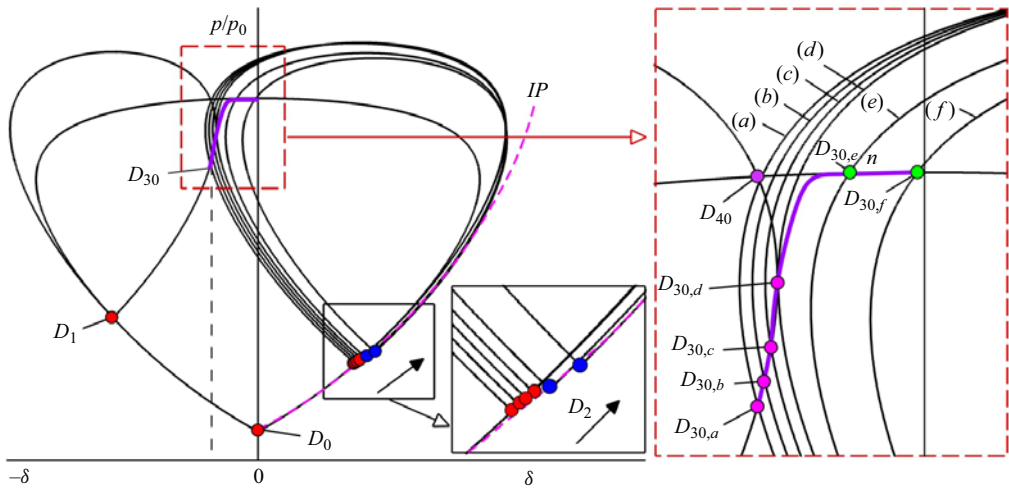 p/p₀
IP
D₃₀
D₁
D₀
D₂
–δ
0
δ
(d)
(c)
(b)
(a)
(e)
(f)
D₃₀,ₑ
n
D₄₀
D₃₀,f
D₃₀,d
D₃₀,c
D₃₀,b
D₃₀,ₐ